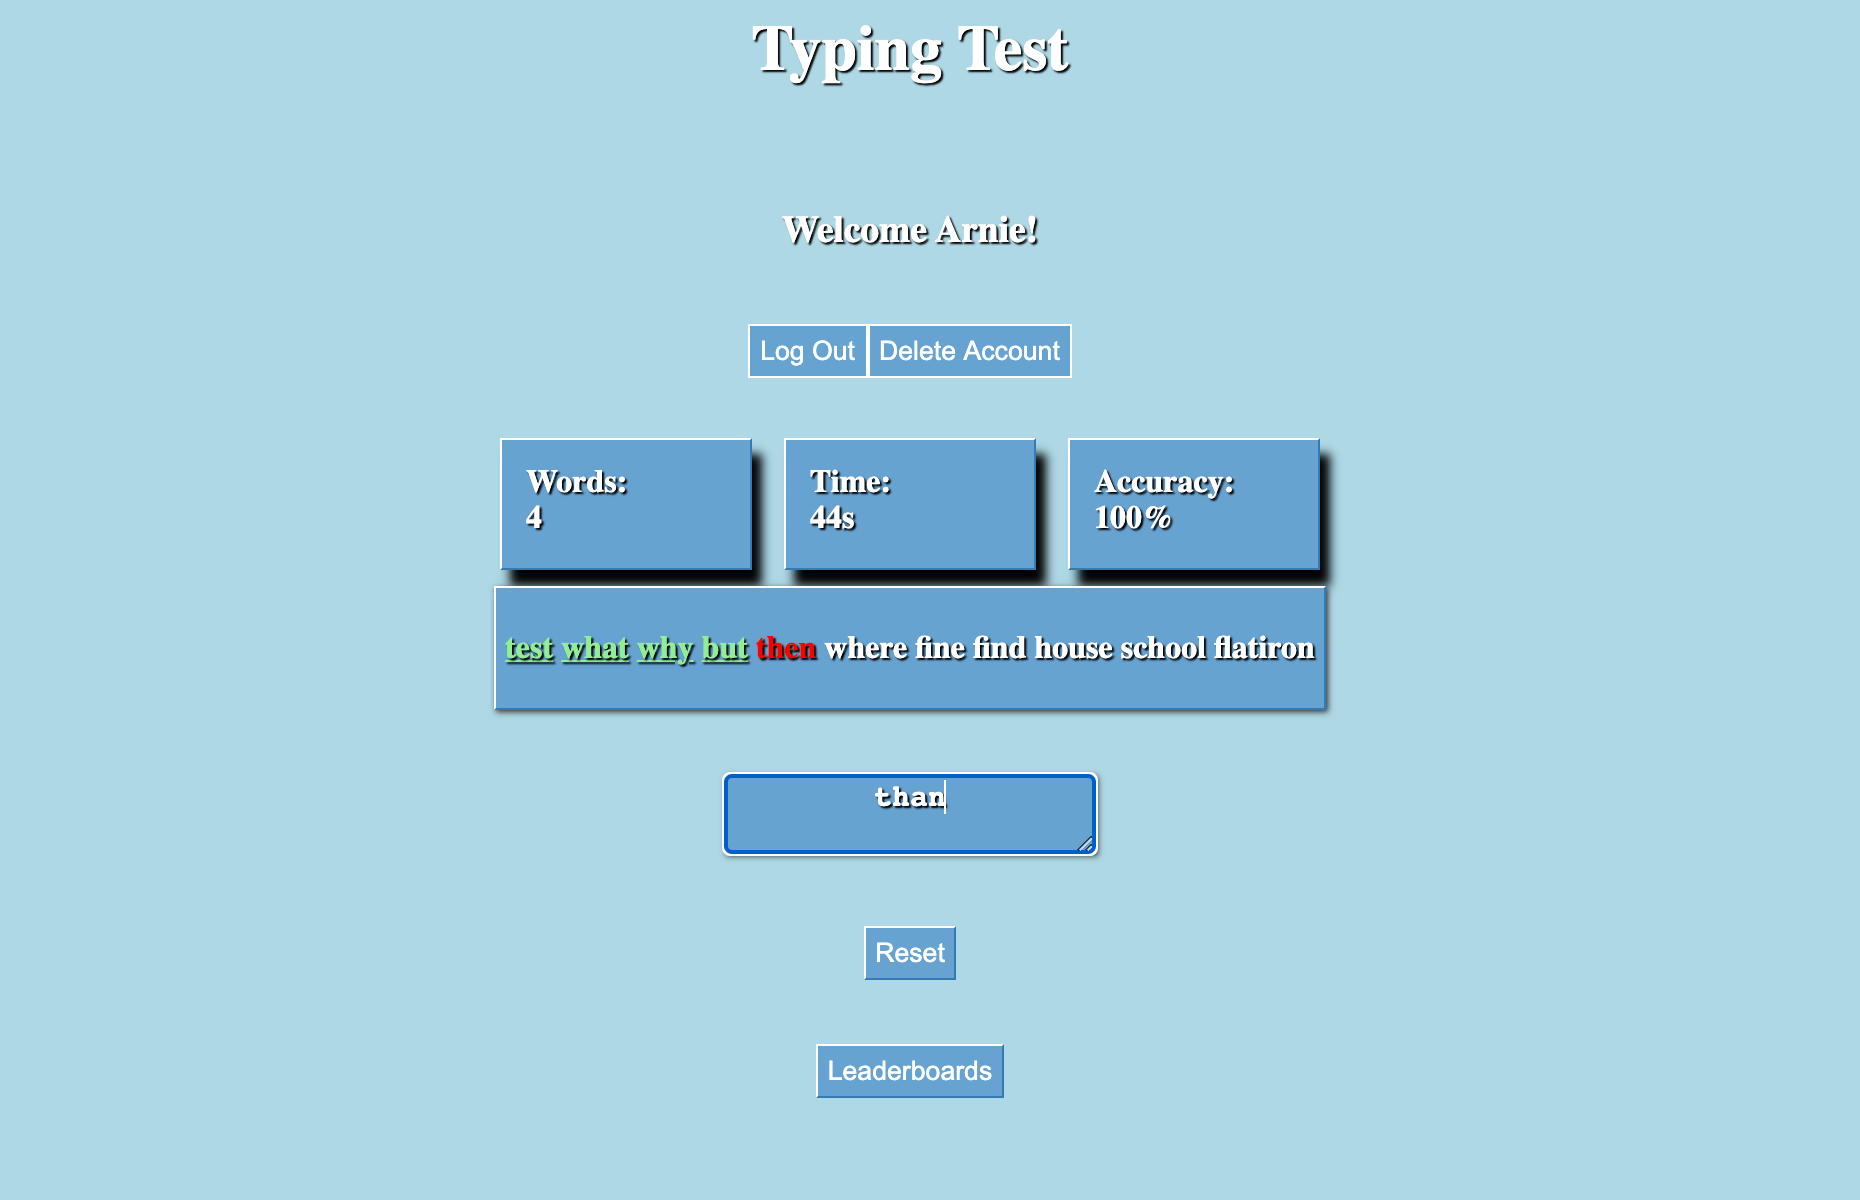 Typing Test
Welcome Arnie!
Log Out Delete Account
Words:
4
Time:
44s
Accuracy:
100%
test what why but then where fine find house school flatiron
than
Reset
Leaderboards